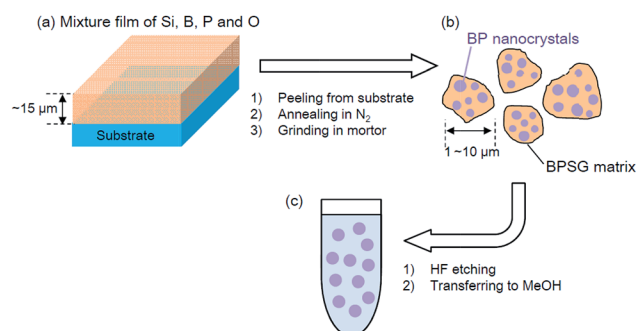 (a) Mixture film of Si, B, P and O
~15 μm
Substrate
1) Peeling from substrate
2) Annealing in N₂
3) Grinding in mortor
(b)
BP nanocrystals
1 ~10 μm
BPSG matrix
(c)
1) HF etching
2) Transferring to MeOH